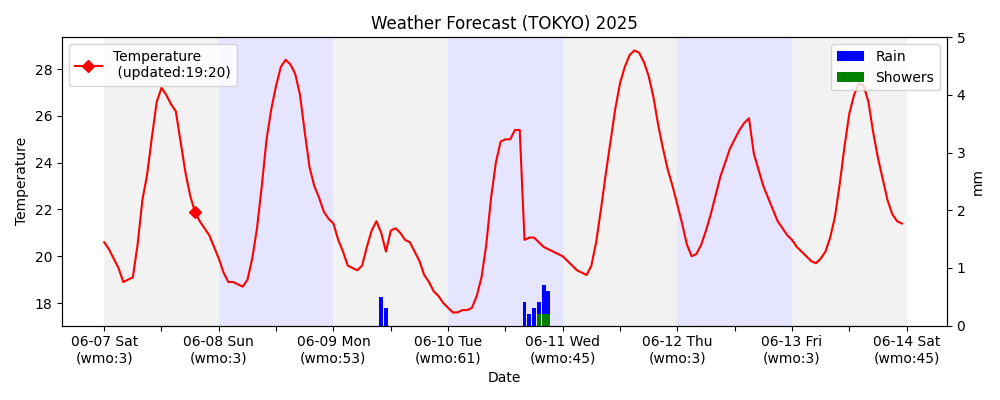 Weather Forecast (TOKYO) 2025
Temperature
(updated:19:20)
Rain
Showers
Temperature
28
26
24
22
20
18
5
4
3
2
1
0
mm
06-07 Sat
(wmo:3)
06-08 Sun
(wmo:3)
06-09 Mon
(wmo:53)
06-10 Tue
(wmo:61)
06-11 Wed
(wmo:45)
06-12 Thu
(wmo:3)
06-13 Fri
(wmo:3)
06-14 Sat
(wmo:45)
Date